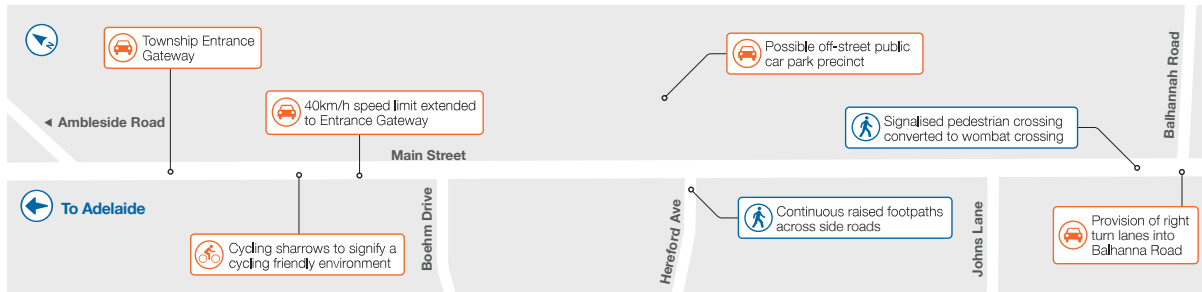 N
Township Entrance
Gateway
Possible off-street public
car park precinct
Balhannah Road
40km/h speed limit extended
to Entrance Gateway
Ambleside Road
Signalised pedestrian crossing
converted to wombat crossing
Main Street
To Adelaide
Boehm Drive
Hereford Ave
Continuous raised footpaths
across side roads
Johns Lane
Provision of right
turn lanes into
Balhanna Road
Cycling sharrows to signify a
cycling friendly environment